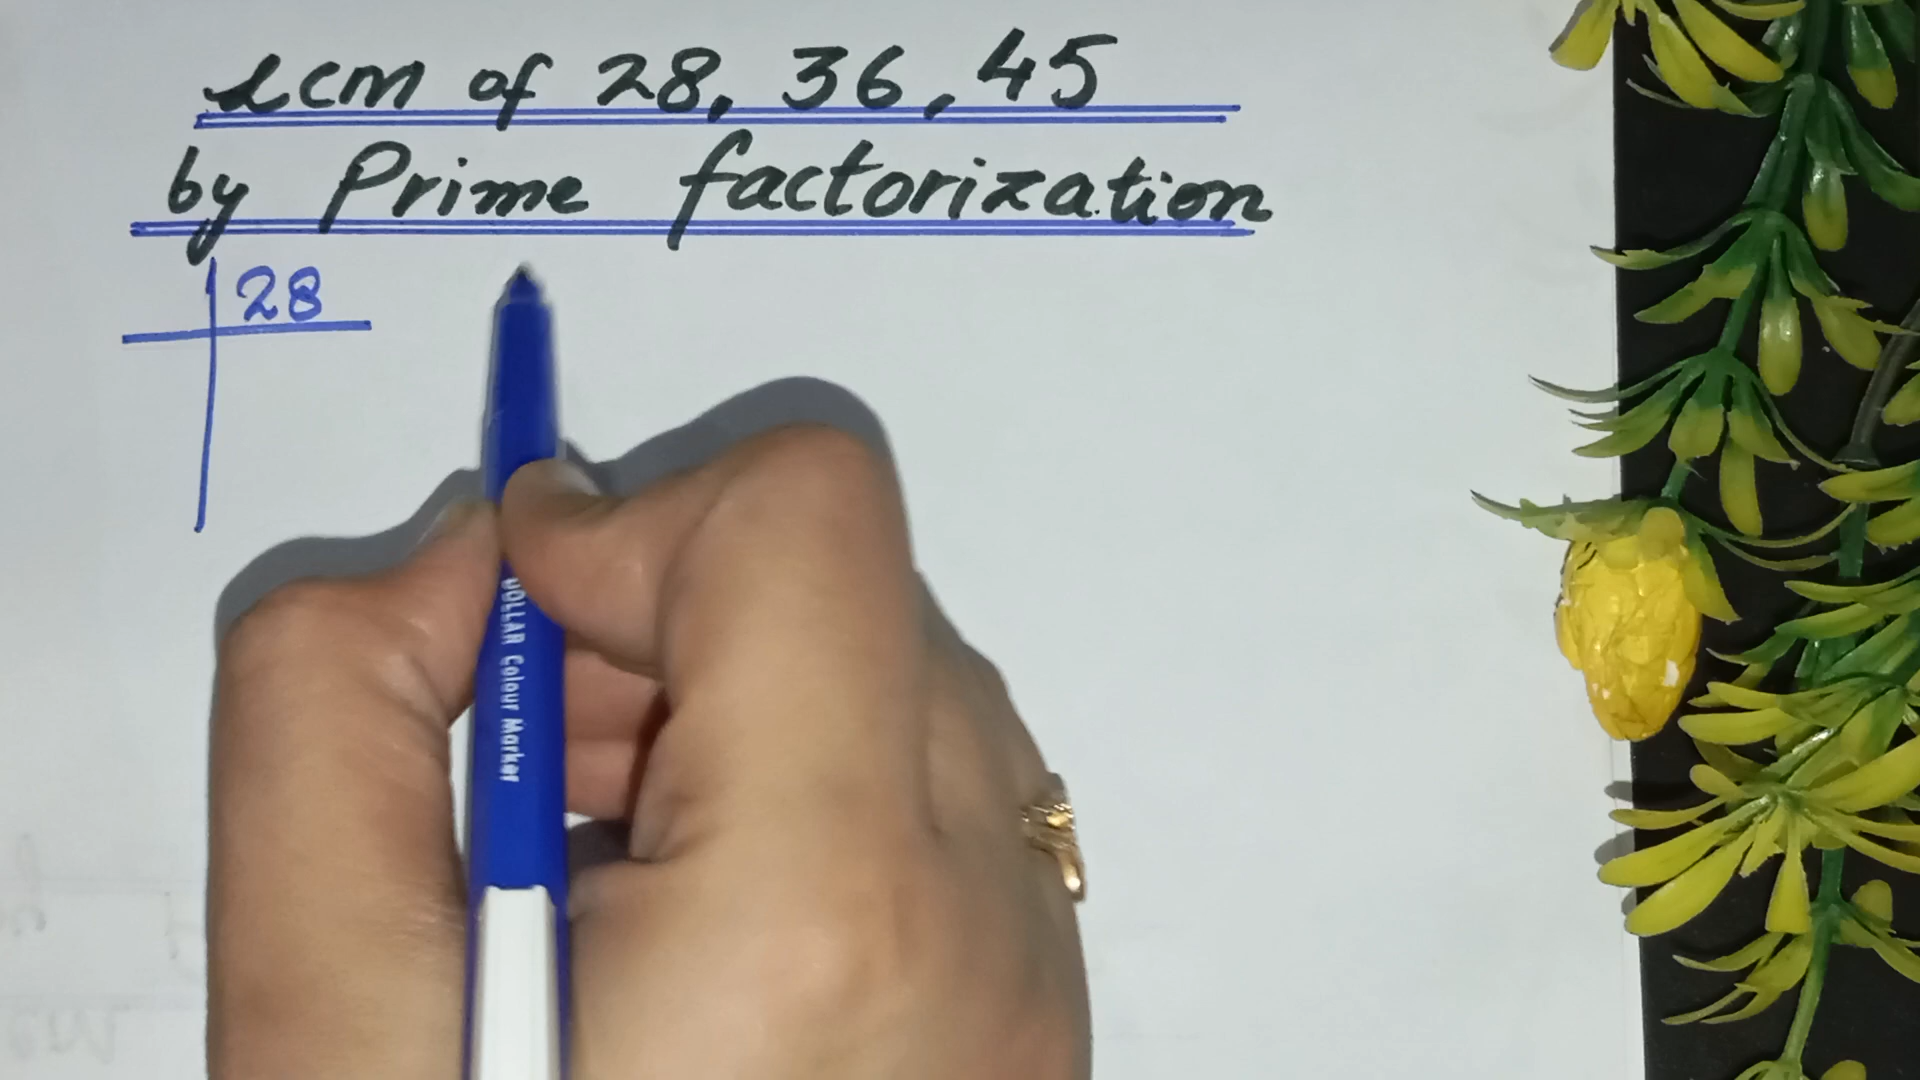 LCM of 28, 36, 45
by Prime factorization
28
DOLLAR Colour Marker